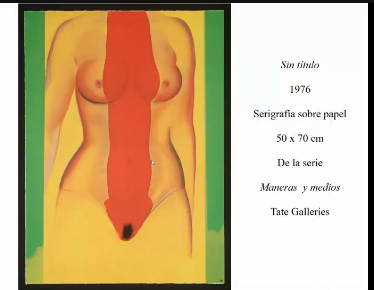 Sin título
1976
Serigrafía sobre papel
50 x 70 cm
De la serie
Maneras y medios
Tate Galleries